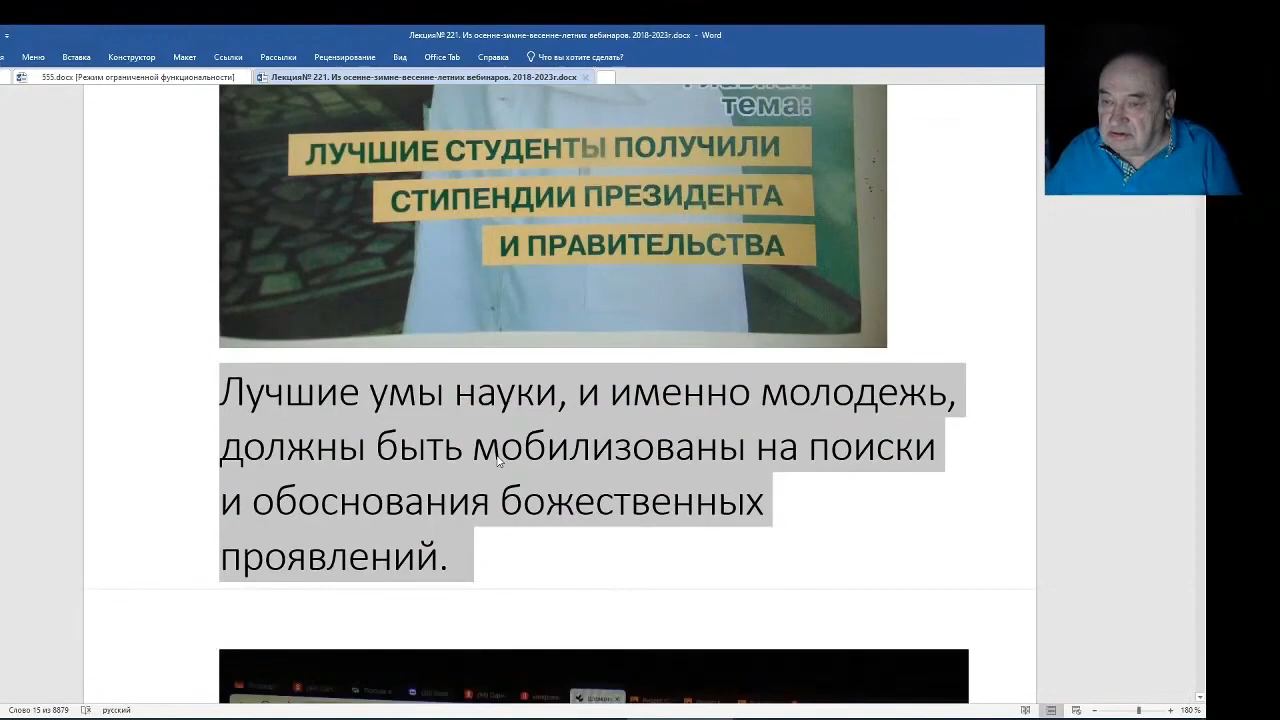 Лекция№ 221. Из осенне-зимне-весенне-летних вебинаров. 2018-2023г.docx - Word
Меню Вставка Конструктор Макет Ссылки Рассылки Рецензирование Вид Office Tab Справка Что вы хотите сделать?
555.docx [Режим ограниченной функциональности] Лекция№ 221. Из осенне-зимне-весенне-летних вебинаров. 2018-2023г.docx
тема:
ЛУЧШИЕ СТУДЕНТЫ ПОЛУЧИЛИ
СТИПЕНДИИ ПРЕЗИДЕНТА
И ПРАВИТЕЛЬСТВА
Лучшие умы науки, и именно молодежь,
должны быть мобилизованы на поиски
и обоснования божественных
проявлений.
Слово 15 из 8879 русский 180 %